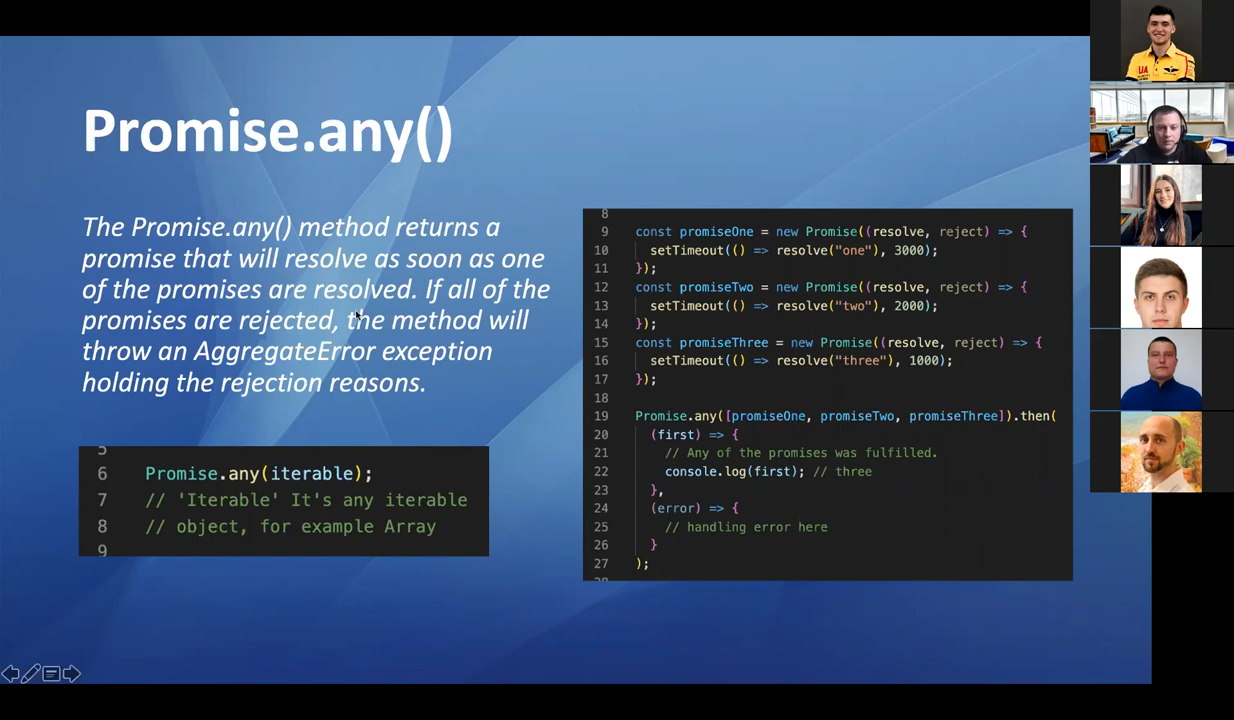 Promise.any()
The Promise.any() method returns a
promise that will resolve as soon as one
of the promises are resolved. If all of the
promises are rejected, the method will
throw an AggregateError exception
holding the rejection reasons.
5
6 Promise.any(iterable);
7 // 'Iterable' It's any iterable
8 // object, for example Array
9
8
9 const promiseOne = new Promise((resolve, reject) => {
10 setTimeout(() => resolve("one"), 3000);
11 });
12 const promiseTwo = new Promise((resolve, reject) => {
13 setTimeout(() => resolve("two"), 2000);
14 });
15 const promiseThree = new Promise((resolve, reject) => {
16 setTimeout(() => resolve("three"), 1000);
17 });
18
19 Promise.any([promiseOne, promiseTwo, promiseThree]).then(
20 (first) => {
21 // Any of the promises was fulfilled.
22 console.log(first); // three
23 },
24 (error) => {
25 // handling error here
26 }
27 );
UA